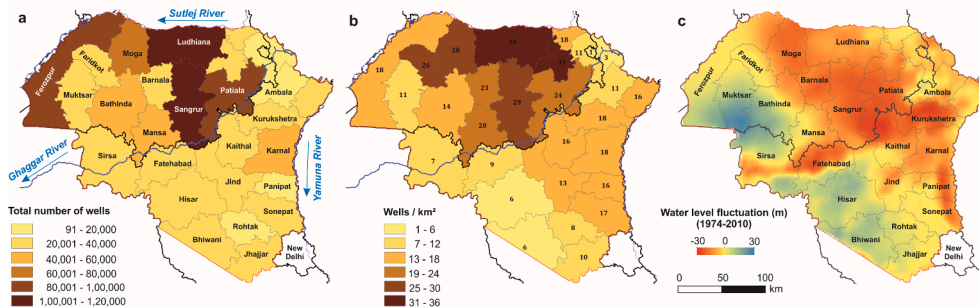 a
Sutlej River
Ludhiana
Moga
Ferozpur
Faridkot
Barnala
Patiala
Muktsar
Bathinda
Sangrur
Ambala
Kurukshetra
Mansa
Kaithal
Karnal
Sirsa
Fatehabad
Ghaggar River
Yamuna River
Jind
Panipat
Hisar
Sonepat
Rohtak
Bhiwani
Jhajjar
New
Delhi
Total number of wells
91 - 20,000
20,001 - 40,000
40,001 - 60,000
60,001 - 80,000
80,001 - 1,00,000
1,00,001 - 1,20,000
b
36
18
11
1
3
28
26
31
18
11
14
23
29
24
11
16
20
18
7
9
16
18
6
13
16
17
8
6
10
Wells / km²
1 - 6
7 - 12
13 - 18
19 - 24
25 - 30
31 - 36
c
Ludhiana
Moga
Ferozpur
Faridkot
Barnala
Patiala
Muktsar
Bathinda
Sangrur
Ambala
Kurukshetra
Mansa
Kaithal
Karnal
Sirsa
Fatehabad
Jind
Panipat
Hisar
Sonepat
Rohtak
Bhiwani
Jhajjar
New
Delhi
Water level fluctuation (m)
(1974-2010)
-30
30
0
50
100
km